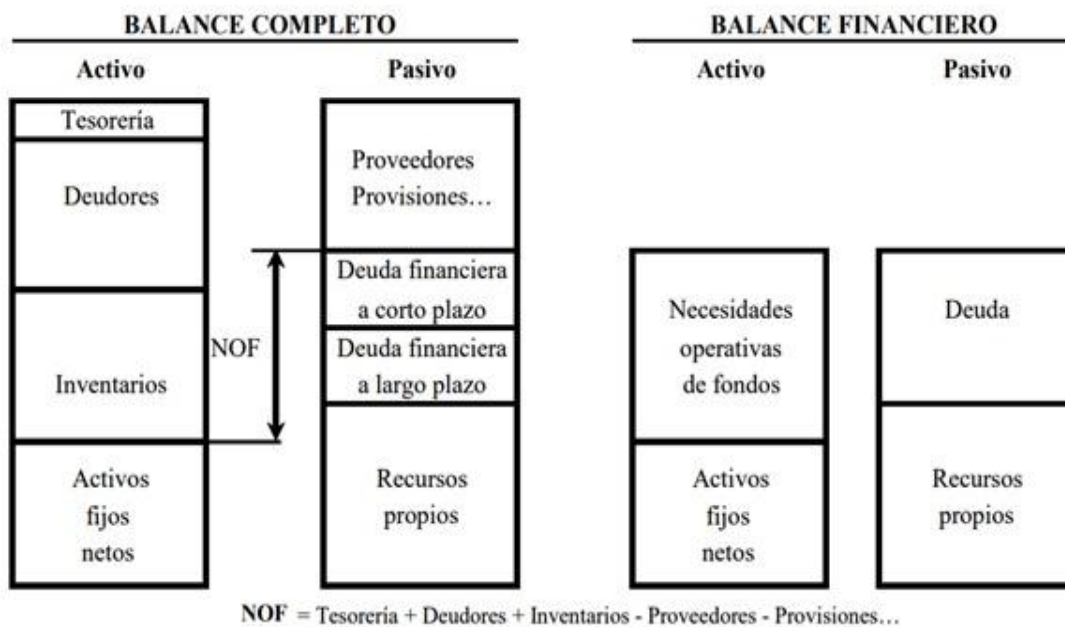 BALANCE COMPLETO
Activo
Pasivo
Tesorería
Deudores
Inventarios
Activos
fijos
netos
NOF
Proveedores
Provisiones…
Deuda financiera
a corto plazo
Deuda financiera
a largo plazo
Recursos
propios
BALANCE FINANCIERO
Activo
Pasivo
Necesidades
operativas
de fondos
Activos
fijos
netos
Deuda
Recursos
propios
NOF = Tesorería + Deudores + Inventarios - Proveedores - Provisiones…